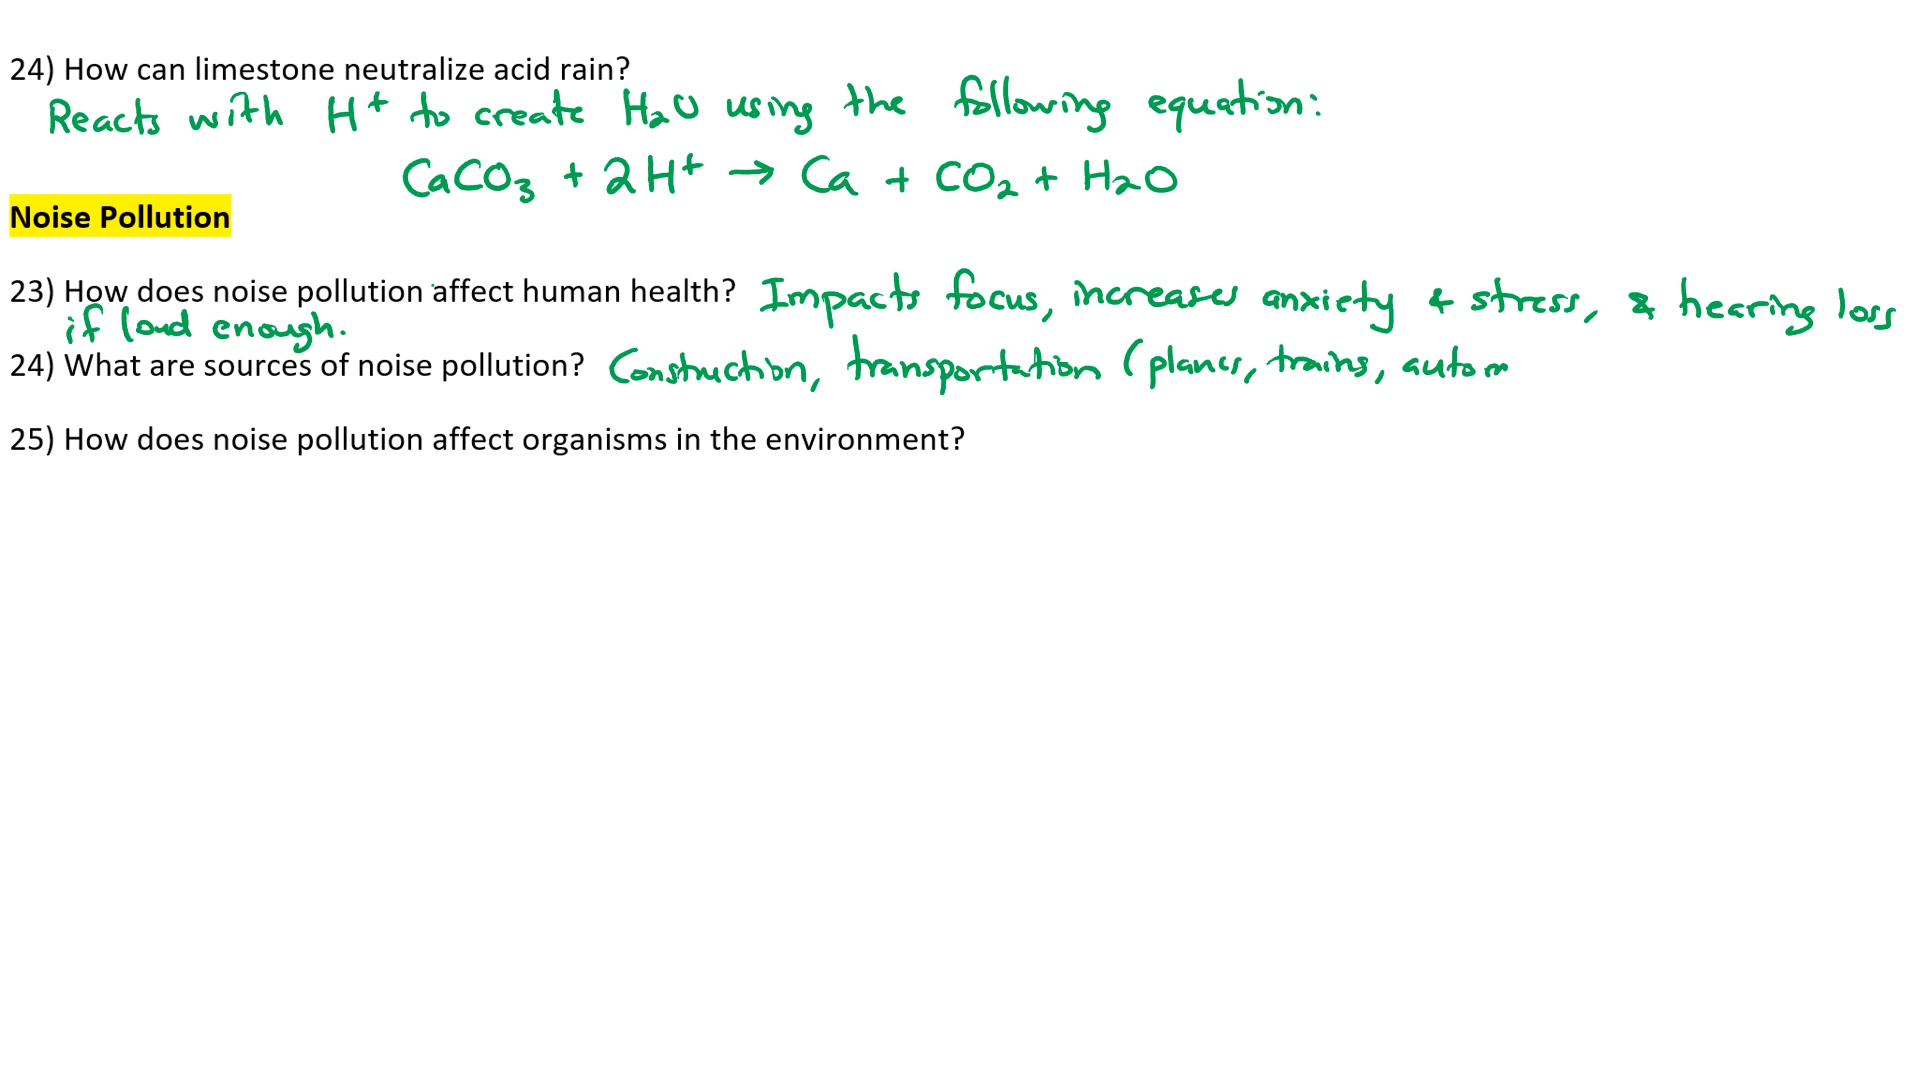 24) How can limestone neutralize acid rain?
Reacts with H⁺ to create H₂O using the following equation:
CaCO₃ + 2H⁺ → Ca + CO₂ + H₂O
Noise Pollution
23) How does noise pollution affect human health? Impacts focus, increases anxiety & stress, & hearing loss
if loud enough.
24) What are sources of noise pollution? Construction, transportation (planes, trains, autom
25) How does noise pollution affect organisms in the environment?